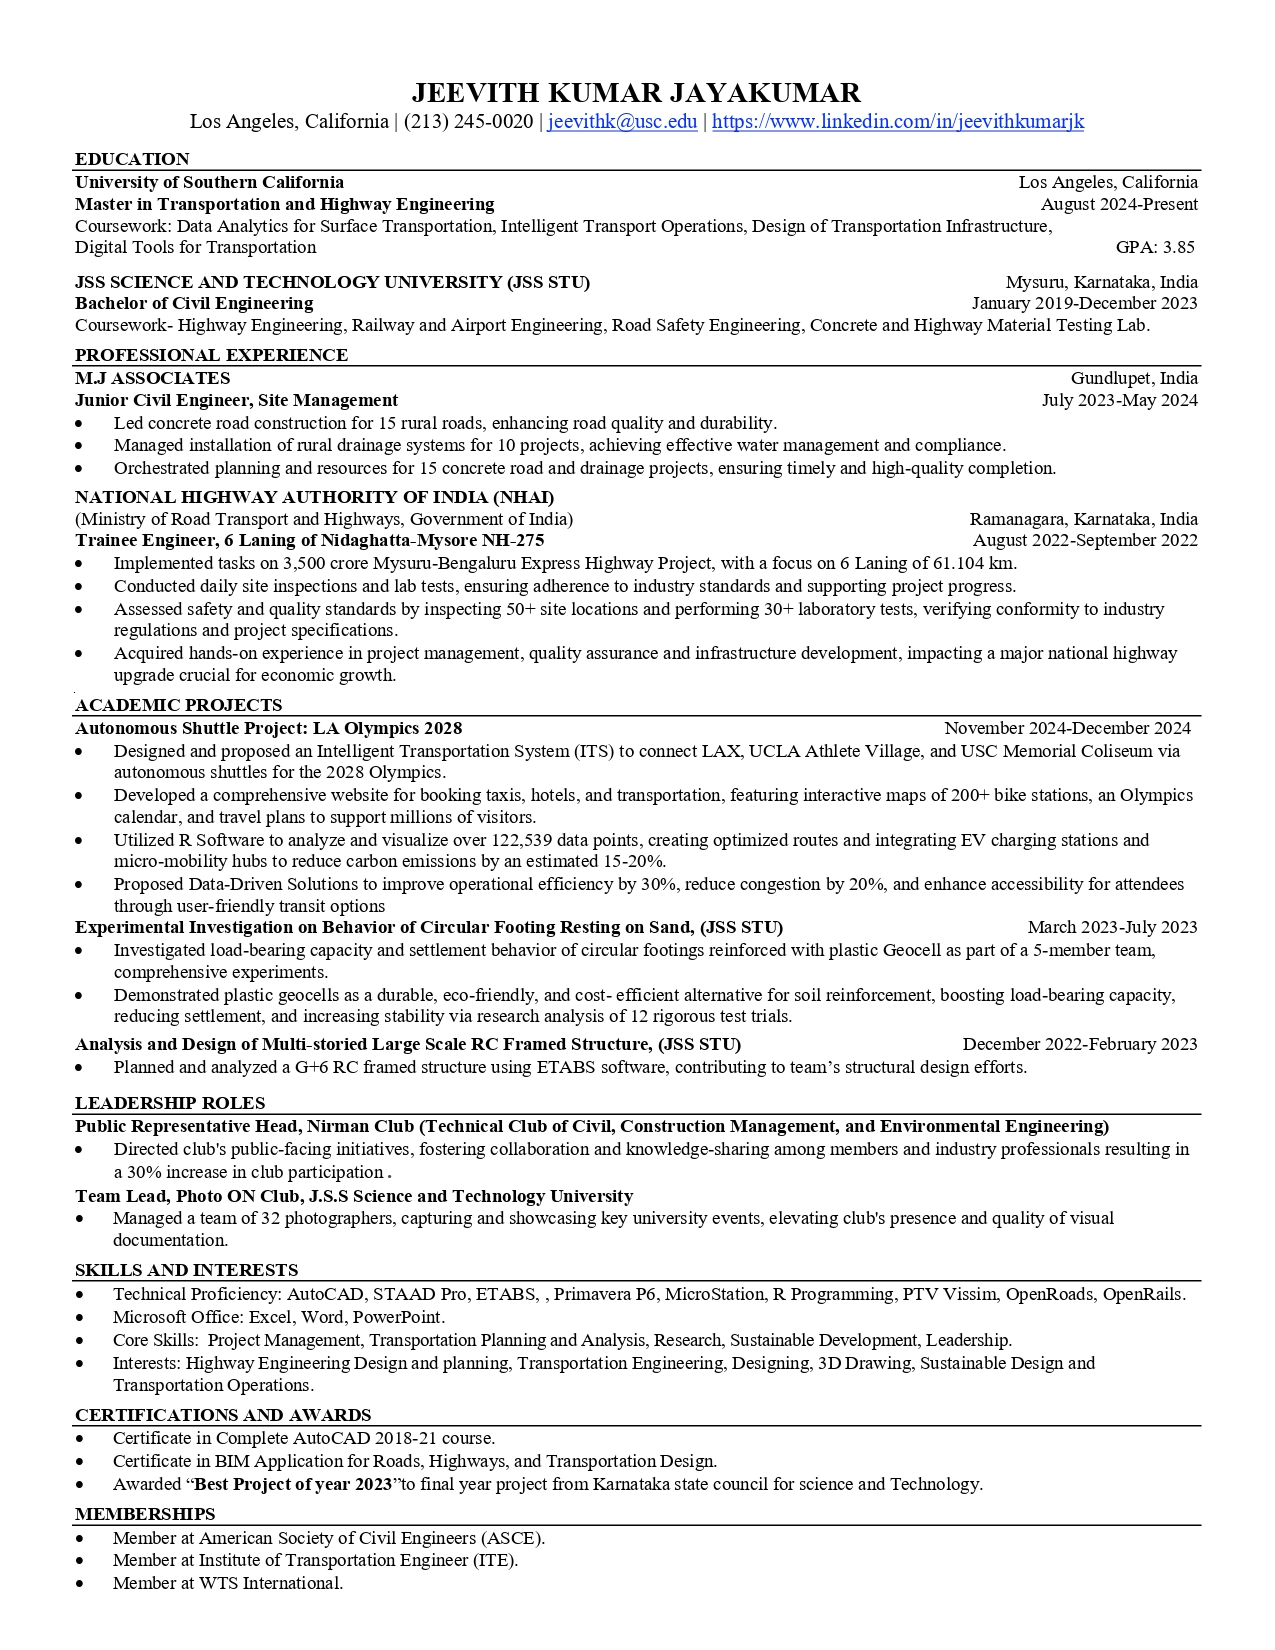 JEEVITH KUMAR JAYAKUMAR
Los Angeles, California | (213) 245-0020 | jeevithk@usc.edu | https://www.linkedin.com/in/jeevithkumarjk
EDUCATION
University of Southern California Los Angeles, California
Master in Transportation and Highway Engineering August 2024-Present
Coursework: Data Analytics for Surface Transportation, Intelligent Transport Operations, Design of Transportation Infrastructure,
Digital Tools for Transportation GPA: 3.85
JSS SCIENCE AND TECHNOLOGY UNIVERSITY (JSS STU) Mysuru, Karnataka, India
Bachelor of Civil Engineering January 2019-December 2023
Coursework- Highway Engineering, Railway and Airport Engineering, Road Safety Engineering, Concrete and Highway Material Testing Lab.
PROFESSIONAL EXPERIENCE
M.J ASSOCIATES Gundlupet, India
Junior Civil Engineer, Site Management July 2023-May 2024
• Led concrete road construction for 15 rural roads, enhancing road quality and durability.
• Managed installation of rural drainage systems for 10 projects, achieving effective water management and compliance.
• Orchestrated planning and resources for 15 concrete road and drainage projects, ensuring timely and high-quality completion.
NATIONAL HIGHWAY AUTHORITY OF INDIA (NHAI)
(Ministry of Road Transport and Highways, Government of India) Ramanagara, Karnataka, India
Trainee Engineer, 6 Laning of Nidaghatta-Mysore NH-275 August 2022-September 2022
• Implemented tasks on 3,500 crore Mysuru-Bengaluru Express Highway Project, with a focus on 6 Laning of 61.104 km.
• Conducted daily site inspections and lab tests, ensuring adherence to industry standards and supporting project progress.
• Assessed safety and quality standards by inspecting 50+ site locations and performing 30+ laboratory tests, verifying conformity to industry
regulations and project specifications.
• Acquired hands-on experience in project management, quality assurance and infrastructure development, impacting a major national highway
upgrade crucial for economic growth.
ACADEMIC PROJECTS
Autonomous Shuttle Project: LA Olympics 2028 November 2024-December 2024
• Designed and proposed an Intelligent Transportation System (ITS) to connect LAX, UCLA Athlete Village, and USC Memorial Coliseum via
autonomous shuttles for the 2028 Olympics.
• Developed a comprehensive website for booking taxis, hotels, and transportation, featuring interactive maps of 200+ bike stations, an Olympics
calendar, and travel plans to support millions of visitors.
• Utilized R Software to analyze and visualize over 122,539 data points, creating optimized routes and integrating EV charging stations and
micro-mobility hubs to reduce carbon emissions by an estimated 15-20%.
• Proposed Data-Driven Solutions to improve operational efficiency by 30%, reduce congestion by 20%, and enhance accessibility for attendees
through user-friendly transit options
Experimental Investigation on Behavior of Circular Footing Resting on Sand, (JSS STU) March 2023-July 2023
• Investigated load-bearing capacity and settlement behavior of circular footings reinforced with plastic Geocell as part of a 5-member team,
comprehensive experiments.
• Demonstrated plastic geocells as a durable, eco-friendly, and cost- efficient alternative for soil reinforcement, boosting load-bearing capacity,
reducing settlement, and increasing stability via research analysis of 12 rigorous test trials.
Analysis and Design of Multi-storied Large Scale RC Framed Structure, (JSS STU) December 2022-February 2023
• Planned and analyzed a G+6 RC framed structure using ETABS software, contributing to team’s structural design efforts.
LEADERSHIP ROLES
Public Representative Head, Nirman Club (Technical Club of Civil, Construction Management, and Environmental Engineering)
• Directed club's public-facing initiatives, fostering collaboration and knowledge-sharing among members and industry professionals resulting in
a 30% increase in club participation .
Team Lead, Photo ON Club, J.S.S Science and Technology University
• Managed a team of 32 photographers, capturing and showcasing key university events, elevating club's presence and quality of visual
documentation.
SKILLS AND INTERESTS
• Technical Proficiency: AutoCAD, STAAD Pro, ETABS, , Primavera P6, MicroStation, R Programming, PTV Vissim, OpenRoads, OpenRails.
• Microsoft Office: Excel, Word, PowerPoint.
• Core Skills: Project Management, Transportation Planning and Analysis, Research, Sustainable Development, Leadership.
• Interests: Highway Engineering Design and planning, Transportation Engineering, Designing, 3D Drawing, Sustainable Design and
Transportation Operations.
CERTIFICATIONS AND AWARDS
• Certificate in Complete AutoCAD 2018-21 course.
• Certificate in BIM Application for Roads, Highways, and Transportation Design.
• Awarded “Best Project of year 2023”to final year project from Karnataka state council for science and Technology.
MEMBERSHIPS
• Member at American Society of Civil Engineers (ASCE).
• Member at Institute of Transportation Engineer (ITE).
• Member at WTS International.